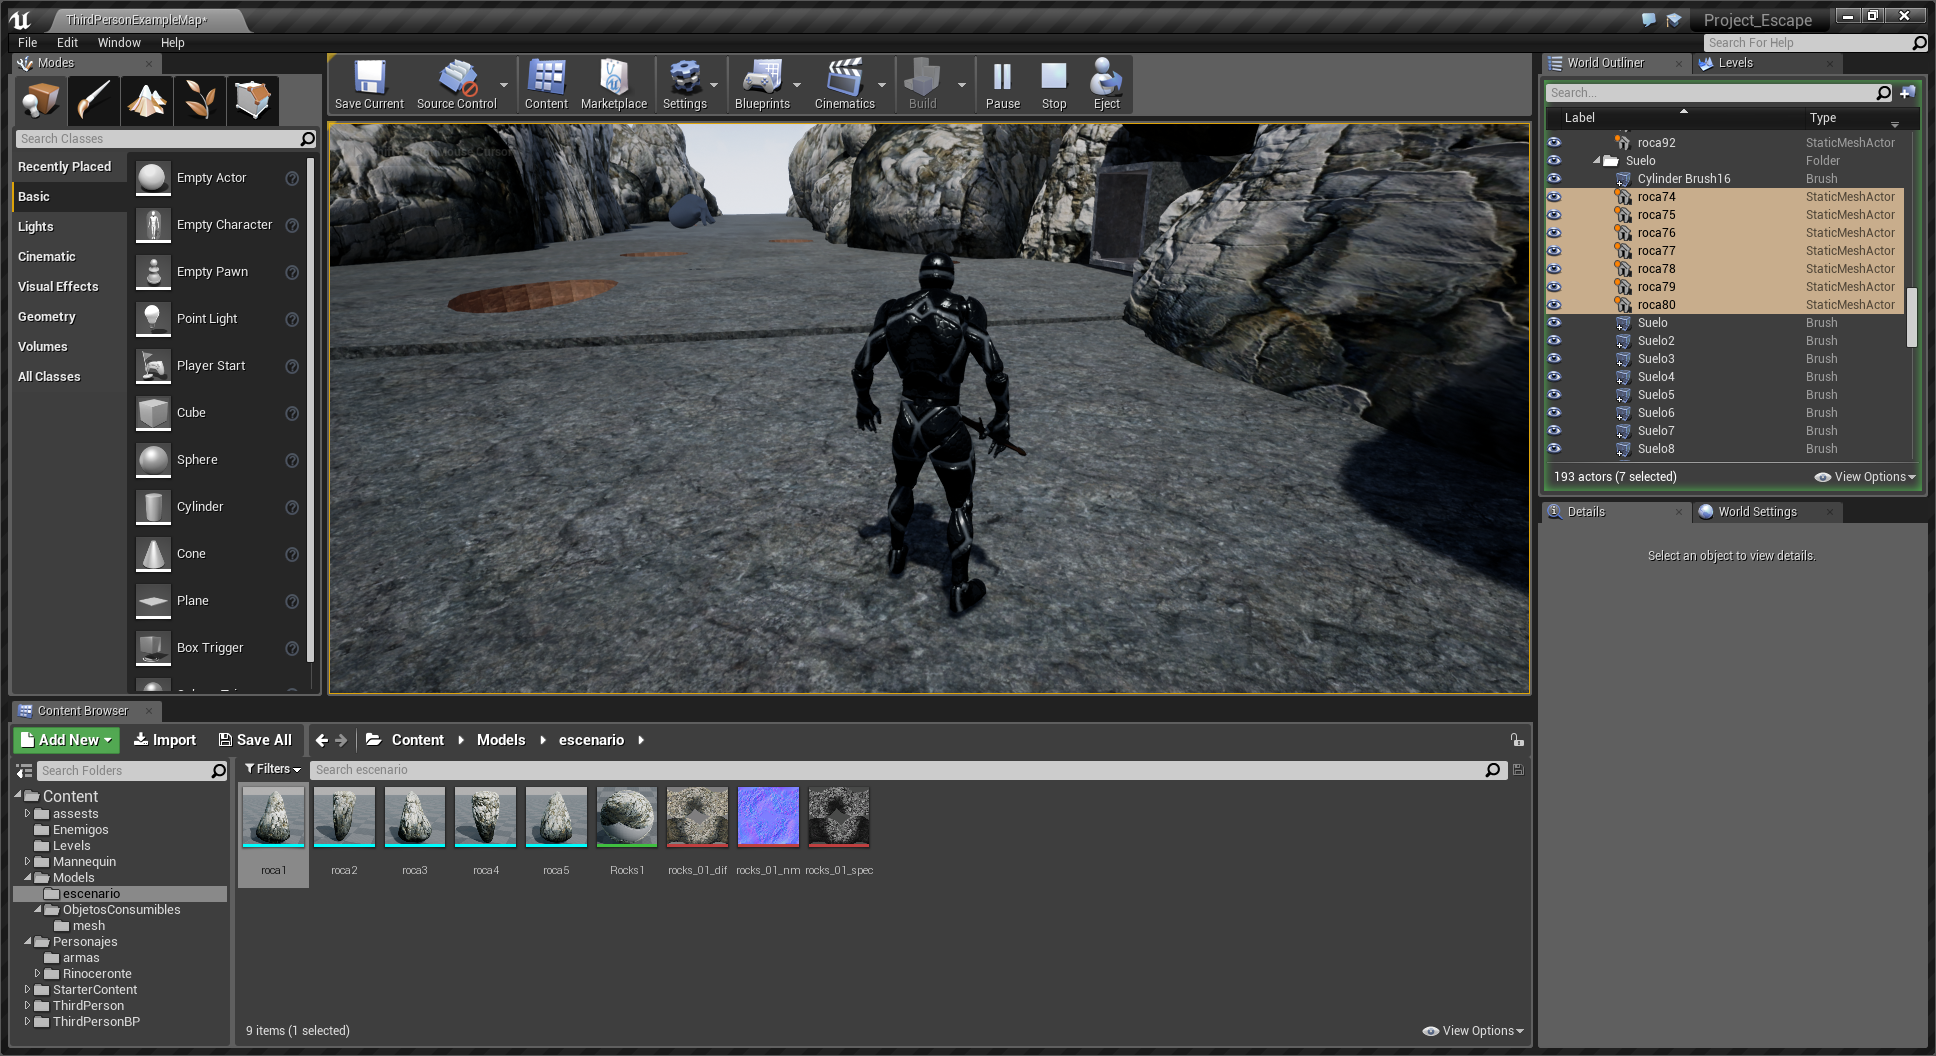 ThirdPersonExampleMap*
Project_Escape
File Edit Window Help
Search For Help
Modes
Search Classes
Recently Placed
Basic
Lights
Cinematic
Visual Effects
Geometry
Volumes
All Classes
Empty Actor
Empty Character
Empty Pawn
Point Light
Player Start
Cube
Sphere
Cylinder
Cone
Plane
Box Trigger
Save Current
Source Control
Content
Marketplace
Settings
Blueprints
Cinematics
Build
Pause
Stop
Eject
World Outliner
Levels
Search...
Label Type
roca92 StaticMeshActor
Suelo Folder
Cylinder Brush16 Brush
roca74 StaticMeshActor
roca75 StaticMeshActor
roca76 StaticMeshActor
roca77 StaticMeshActor
roca78 StaticMeshActor
roca79 StaticMeshActor
roca80 StaticMeshActor
Suelo Brush
Suelo2 Brush
Suelo3 Brush
Suelo4 Brush
Suelo5 Brush
Suelo6 Brush
Suelo7 Brush
Suelo8 Brush
193 actors (7 selected)
View Options
Details
World Settings
Select an object to view details.
Content Browser
Add New
Import
Save All
Content Models escenario
Search Folders
Filters
Search escenario
Content
assests
Enemigos
Levels
Mannequin
Models
escenario
ObjetosConsumibles
mesh
Personajes
armas
Rinoceronte
StarterContent
ThirdPerson
ThirdPersonBP
roca1
roca2
roca3
roca4
roca5
Rocks1
rocks_01_dif
rocks_01_nm
rocks_01_spec
9 items (1 selected)
View Options